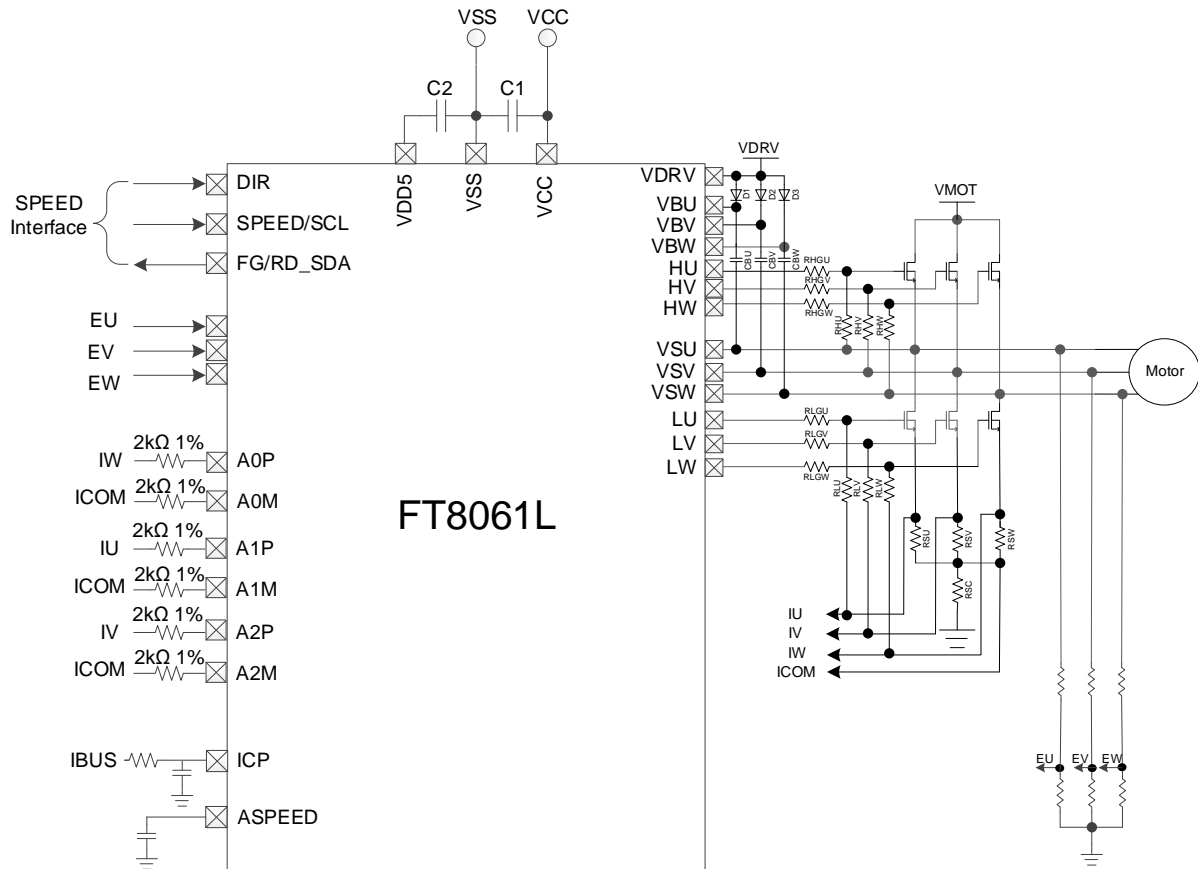 VSS
VCC
C2
C1
VDD5
VSS
VCC
SPEED
Interface
DIR
SPEED/SCL
FG/RD_SDA
EU
EV
EW
IW
2kΩ 1%
A0P
ICOM
2kΩ 1%
A0M
IU
2kΩ 1%
A1P
ICOM
2kΩ 1%
A1M
IV
2kΩ 1%
A2P
ICOM
2kΩ 1%
A2M
IBUS
ICP
ASPEED
FT8061L
VDRV
VBU
VBV
VBW
HU
HV
HW
VSU
VSV
VSW
LU
LV
LW
VDRV
D1
D2
D3
CBU
CBV
CBW
RHGU
RHGV
RHGW
RHU
RHV
RHW
VMOT
Motor
RLGU
RLGV
RLGW
RLU
RLV
RLW
RSU
RSV
RSW
RSC
IU
IV
IW
ICOM
EU
EV
EW